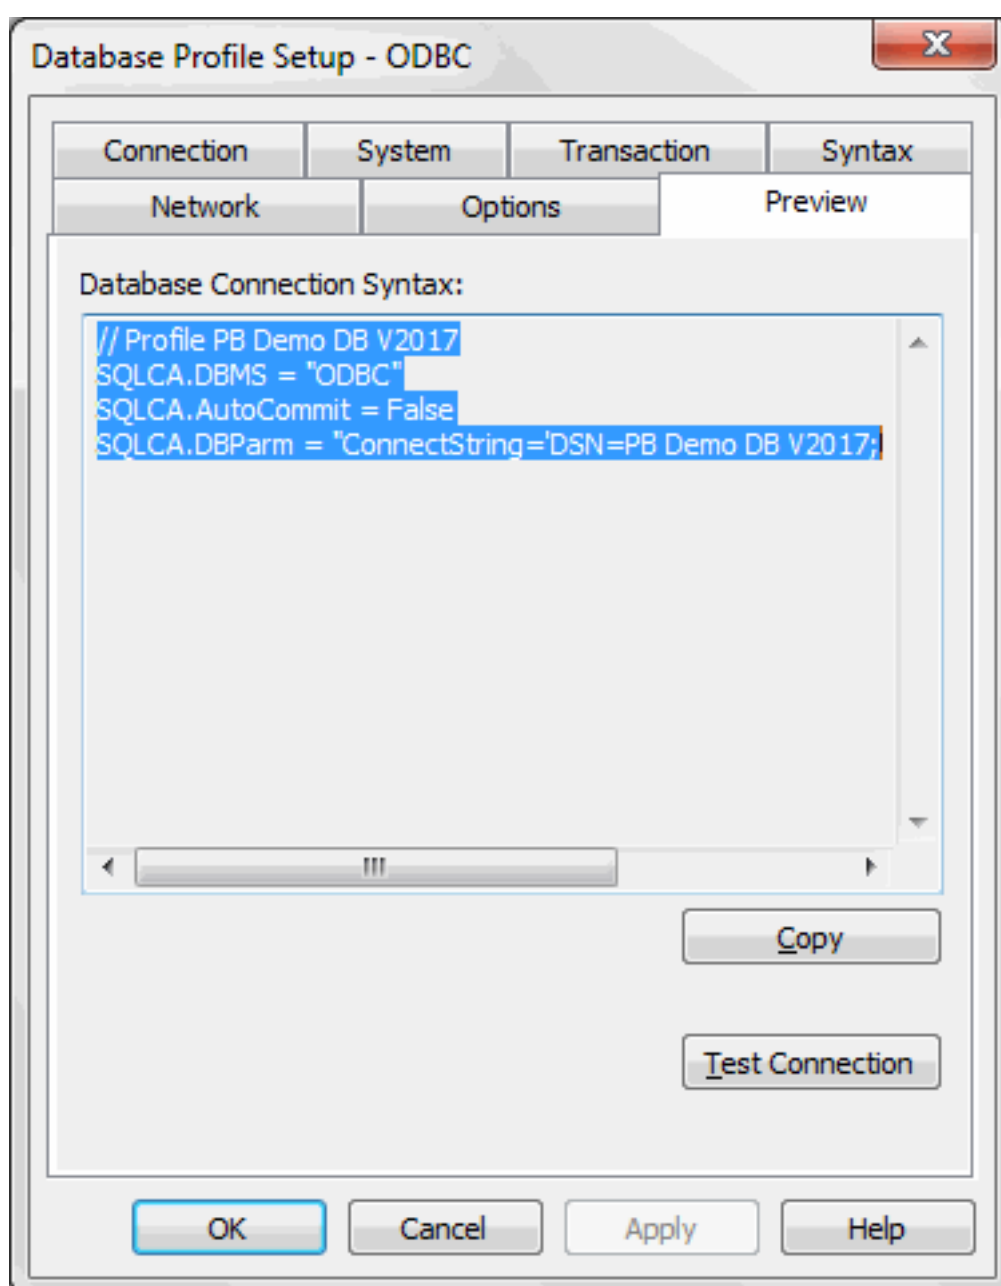 Database Profile Setup - ODBC
Connection
System
Transaction
Syntax
Network
Options
Preview
Database Connection Syntax:
// Profile PB Demo DB V2017
SQLCA.DBMS = "ODBC"
SQLCA.AutoCommit = False
SQLCA.DBParm = "ConnectString='DSN=PB Demo DB V2017;
Copy
Test Connection
OK
Cancel
Apply
Help